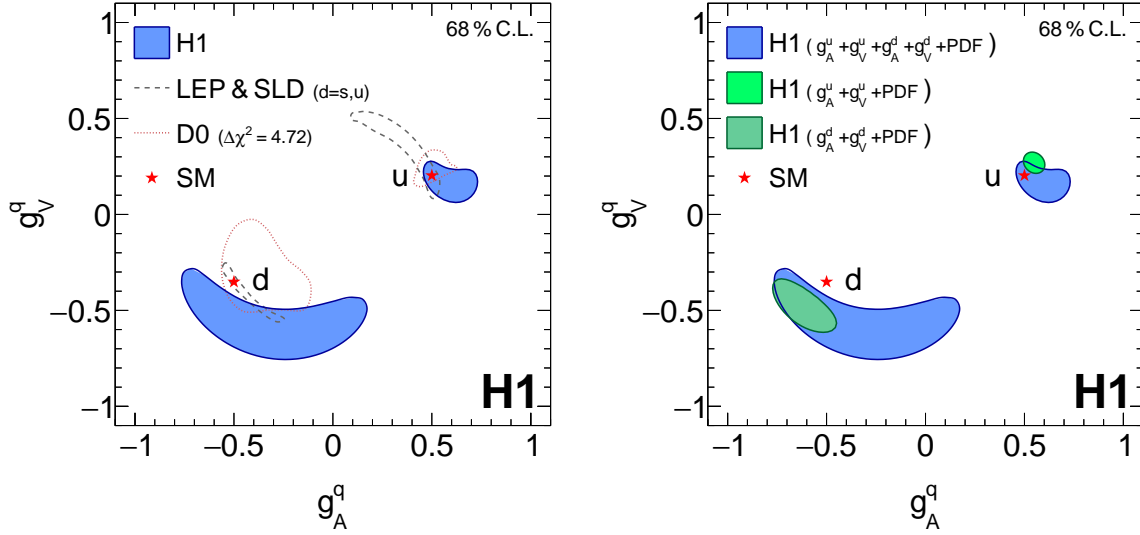 68 % C.L.
H1
LEP & SLD (d=s,u)
D0 (Δχ² = 4.72)
SM
u
d
H1
1
0.5
0
−0.5
−1
g_V^q
−1 −0.5 0 0.5 1
g_A^q
68 % C.L.
H1 ( g_A^u +g_V^u +g_A^d +g_V^d +PDF )
H1 ( g_A^u +g_V^u +PDF )
H1 ( g_A^d +g_V^d +PDF )
SM
u
d
H1
1
0.5
0
−0.5
−1
g_V^q
−1 −0.5 0 0.5 1
g_A^q